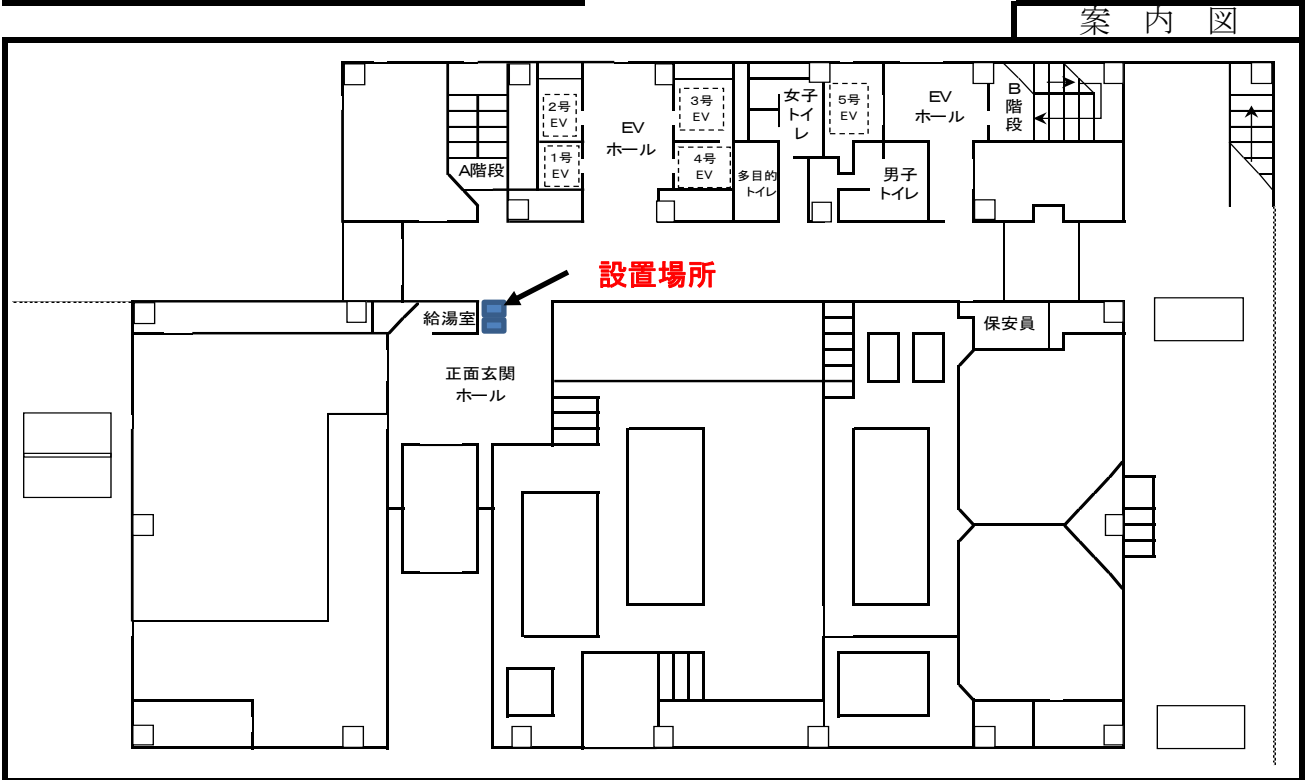 案内図
2号
EV
1号
EV
A階段
EV
ホール
3号
EV
4号
EV
女子
トイ
レ
多目的
トイレ
5号
EV
男子
トイレ
EV
ホール
B
階
段
設置場所
給湯室
保安員
正面玄関
ホール